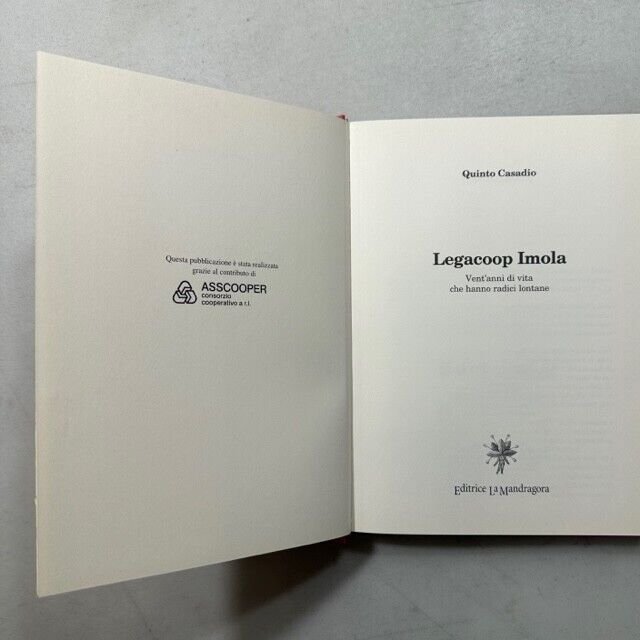 Questa pubblicazione è stata realizzata
grazie al contributo di
ASSCOOPER
consorzio
cooperativo a r.l.
Quinto Casadio
Legacoop Imola
Vent'anni di vita
che hanno radici lontane
Editrice La Mandragora